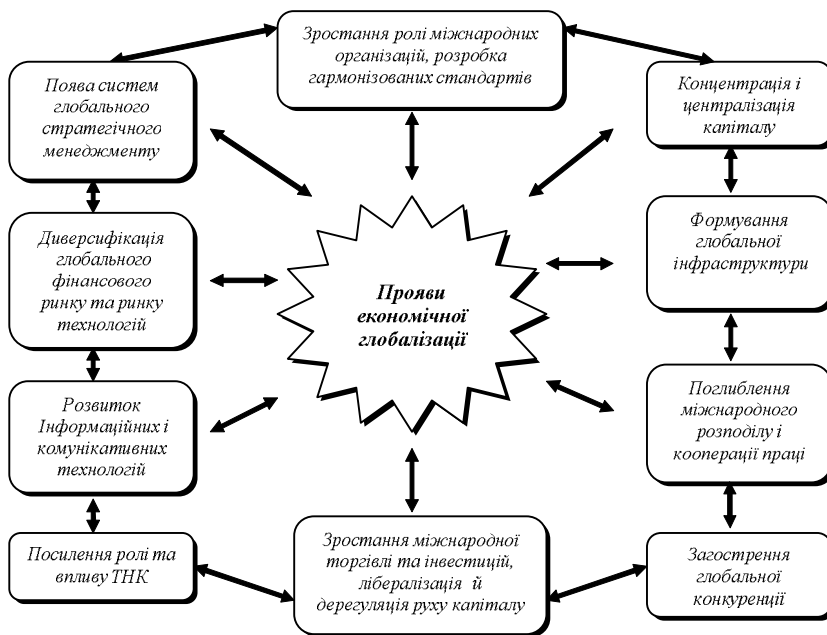 Зростання ролі міжнародних
організацій, розробка
гармонізованих стандартів
Поява систем
глобального
стратегічного
менеджменту
Концентрація і
централізація
капіталу
Диверсифікація
глобального
фінансового
ринку та ринку
технологій
Формування
глобальної
інфраструктури
Прояви
економічної
глобалізації
Розвиток
Інформаційних і
комунікативних
технологій
Поглиблення
міжнародного
розподілу і
кооперації праці
Посилення ролі та
впливу ТНК
Зростання міжнародної
торгівлі та інвестицій,
лібералізація й
дерегуляція руху капіталу
Загострення
глобальної
конкуренції